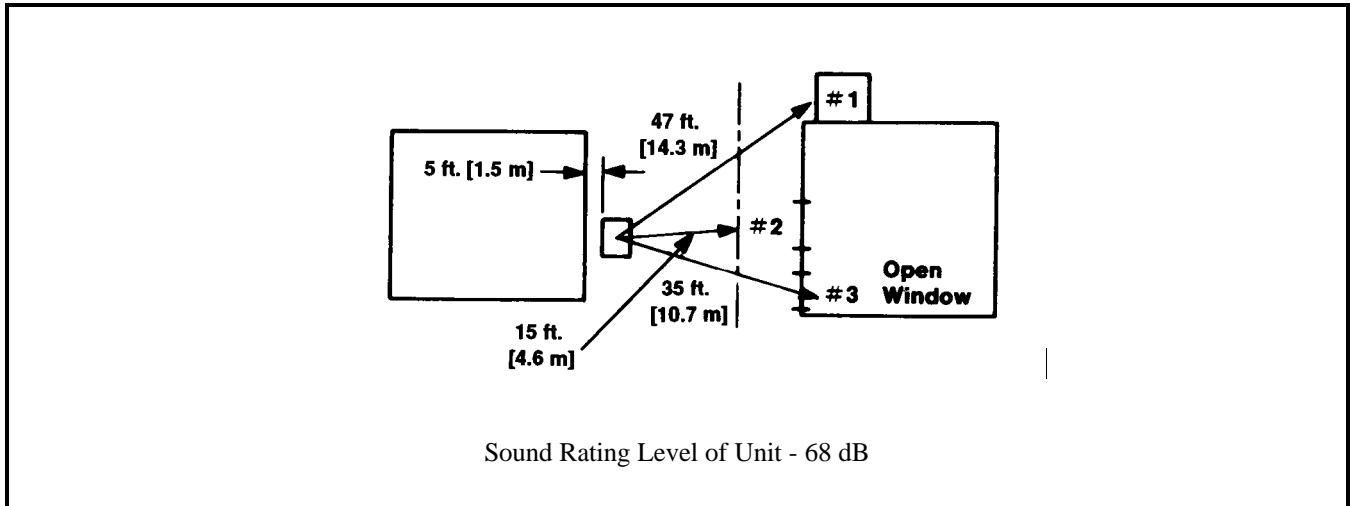 #1
47 ft.
[14.3 m]
5 ft. [1.5 m]
#2
Open
Window
#3
35 ft.
[10.7 m]
15 ft.
[4.6 m]
Sound Rating Level of Unit - 68 dB